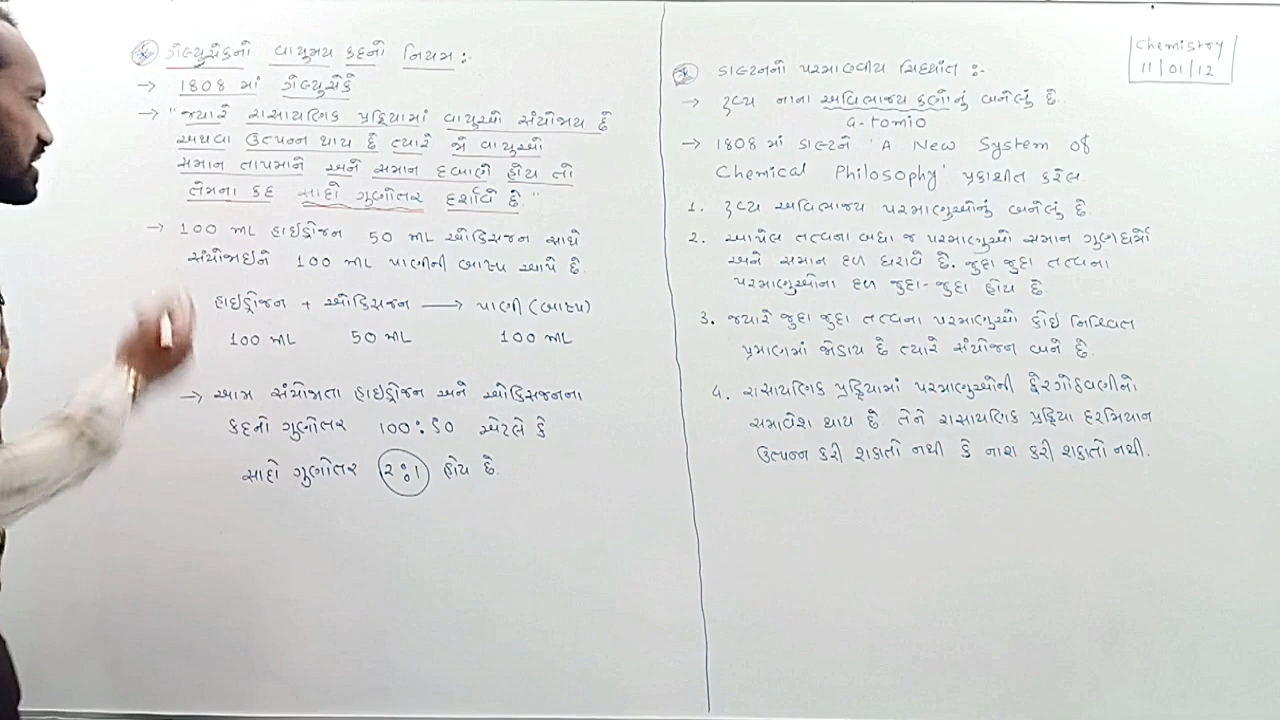 ગેલ્યુસેકનો વાયુમય કદનો નિયમ :-
→ 1808 માં ગેલ્યુસેકે
→ "જ્યારે રાસાયણિક પ્રક્રિયામાં વાયુઓ સંયોજાય છે
અથવા ઉત્પન્ન થાય છે ત્યારે જો વાયુઓ
સમાન તાપમાને અને સમાન દબાણે હોય તો
તેમના કદ સાદો ગુણોતર દર્શાવે છે."
→ 100 mL હાઈડ્રોજન 50 mL ઓક્સિજન સાથે
સંયોજાઇને 100 mL પાણીની બાષ્પ આપે છે.
હાઈડ્રોજન + ઓક્સિજન ⟶ પાણી (બાષ્પ)
100 mL 50 mL 100 mL
→ આમ સંયોજાતા હાઈડ્રોજન અને ઓક્સિજનના
કદનો ગુણોતર 100:50 એટલે કે
સાદો ગુણોતર 2:1 હોય છે.
Chemistry
11/01/12
ડાલ્ટનનો પરમાણ્વીય સિધ્ધાંત :-
→ દ્રવ્ય નાના અવિભાજય કણોનું બનેલું છે.
a-tomio
→ 1808 માં ડાલ્ટને 'A New System of
Chemical Philosophy' પ્રકાશીત કરેલ.
1. દ્રવ્ય અવિભાજય પરમાણુઓનું બનેલું છે.
2. આપેલ તત્વના બધા જ પરમાણુઓ સમાન ગુણધર્મો
અને સમાન દળ ધરાવે છે. જુદા જુદા તત્વના
પરમાણુઓના દળ જુદા-જુદા હોય છે.
3. જ્યારે જુદા જુદા તત્વના પરમાણુઓ કોઈ નિશ્ચિત
પ્રમાણમાં જોડાય છે ત્યારે સંયોજન બને છે.
4. રાસાયણિક પ્રક્રિયામાં પરમાણુઓની ફેરગોઠવણીનો
સમાવેશ થાય છે. તેને રાસાયણિક પ્રક્રિયા દરમિયાન
ઉત્પન્ન કરી શકાતો નથી કે નાશ કરી શકાતો નથી.